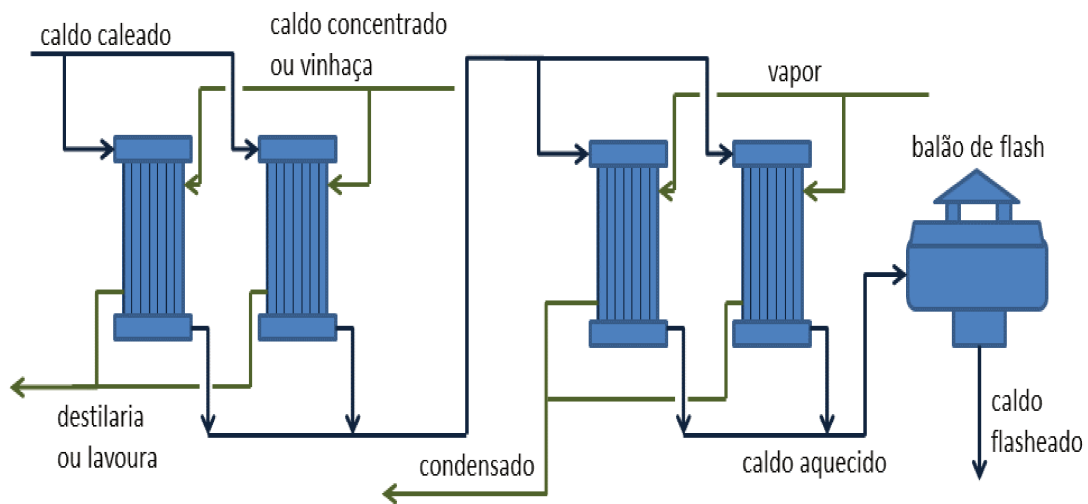 caldo caleado
caldo concentrado
ou vinhaça
vapor
balão de flash
destilaria
ou lavoura
condensado
caldo aquecido
caldo
flasheado